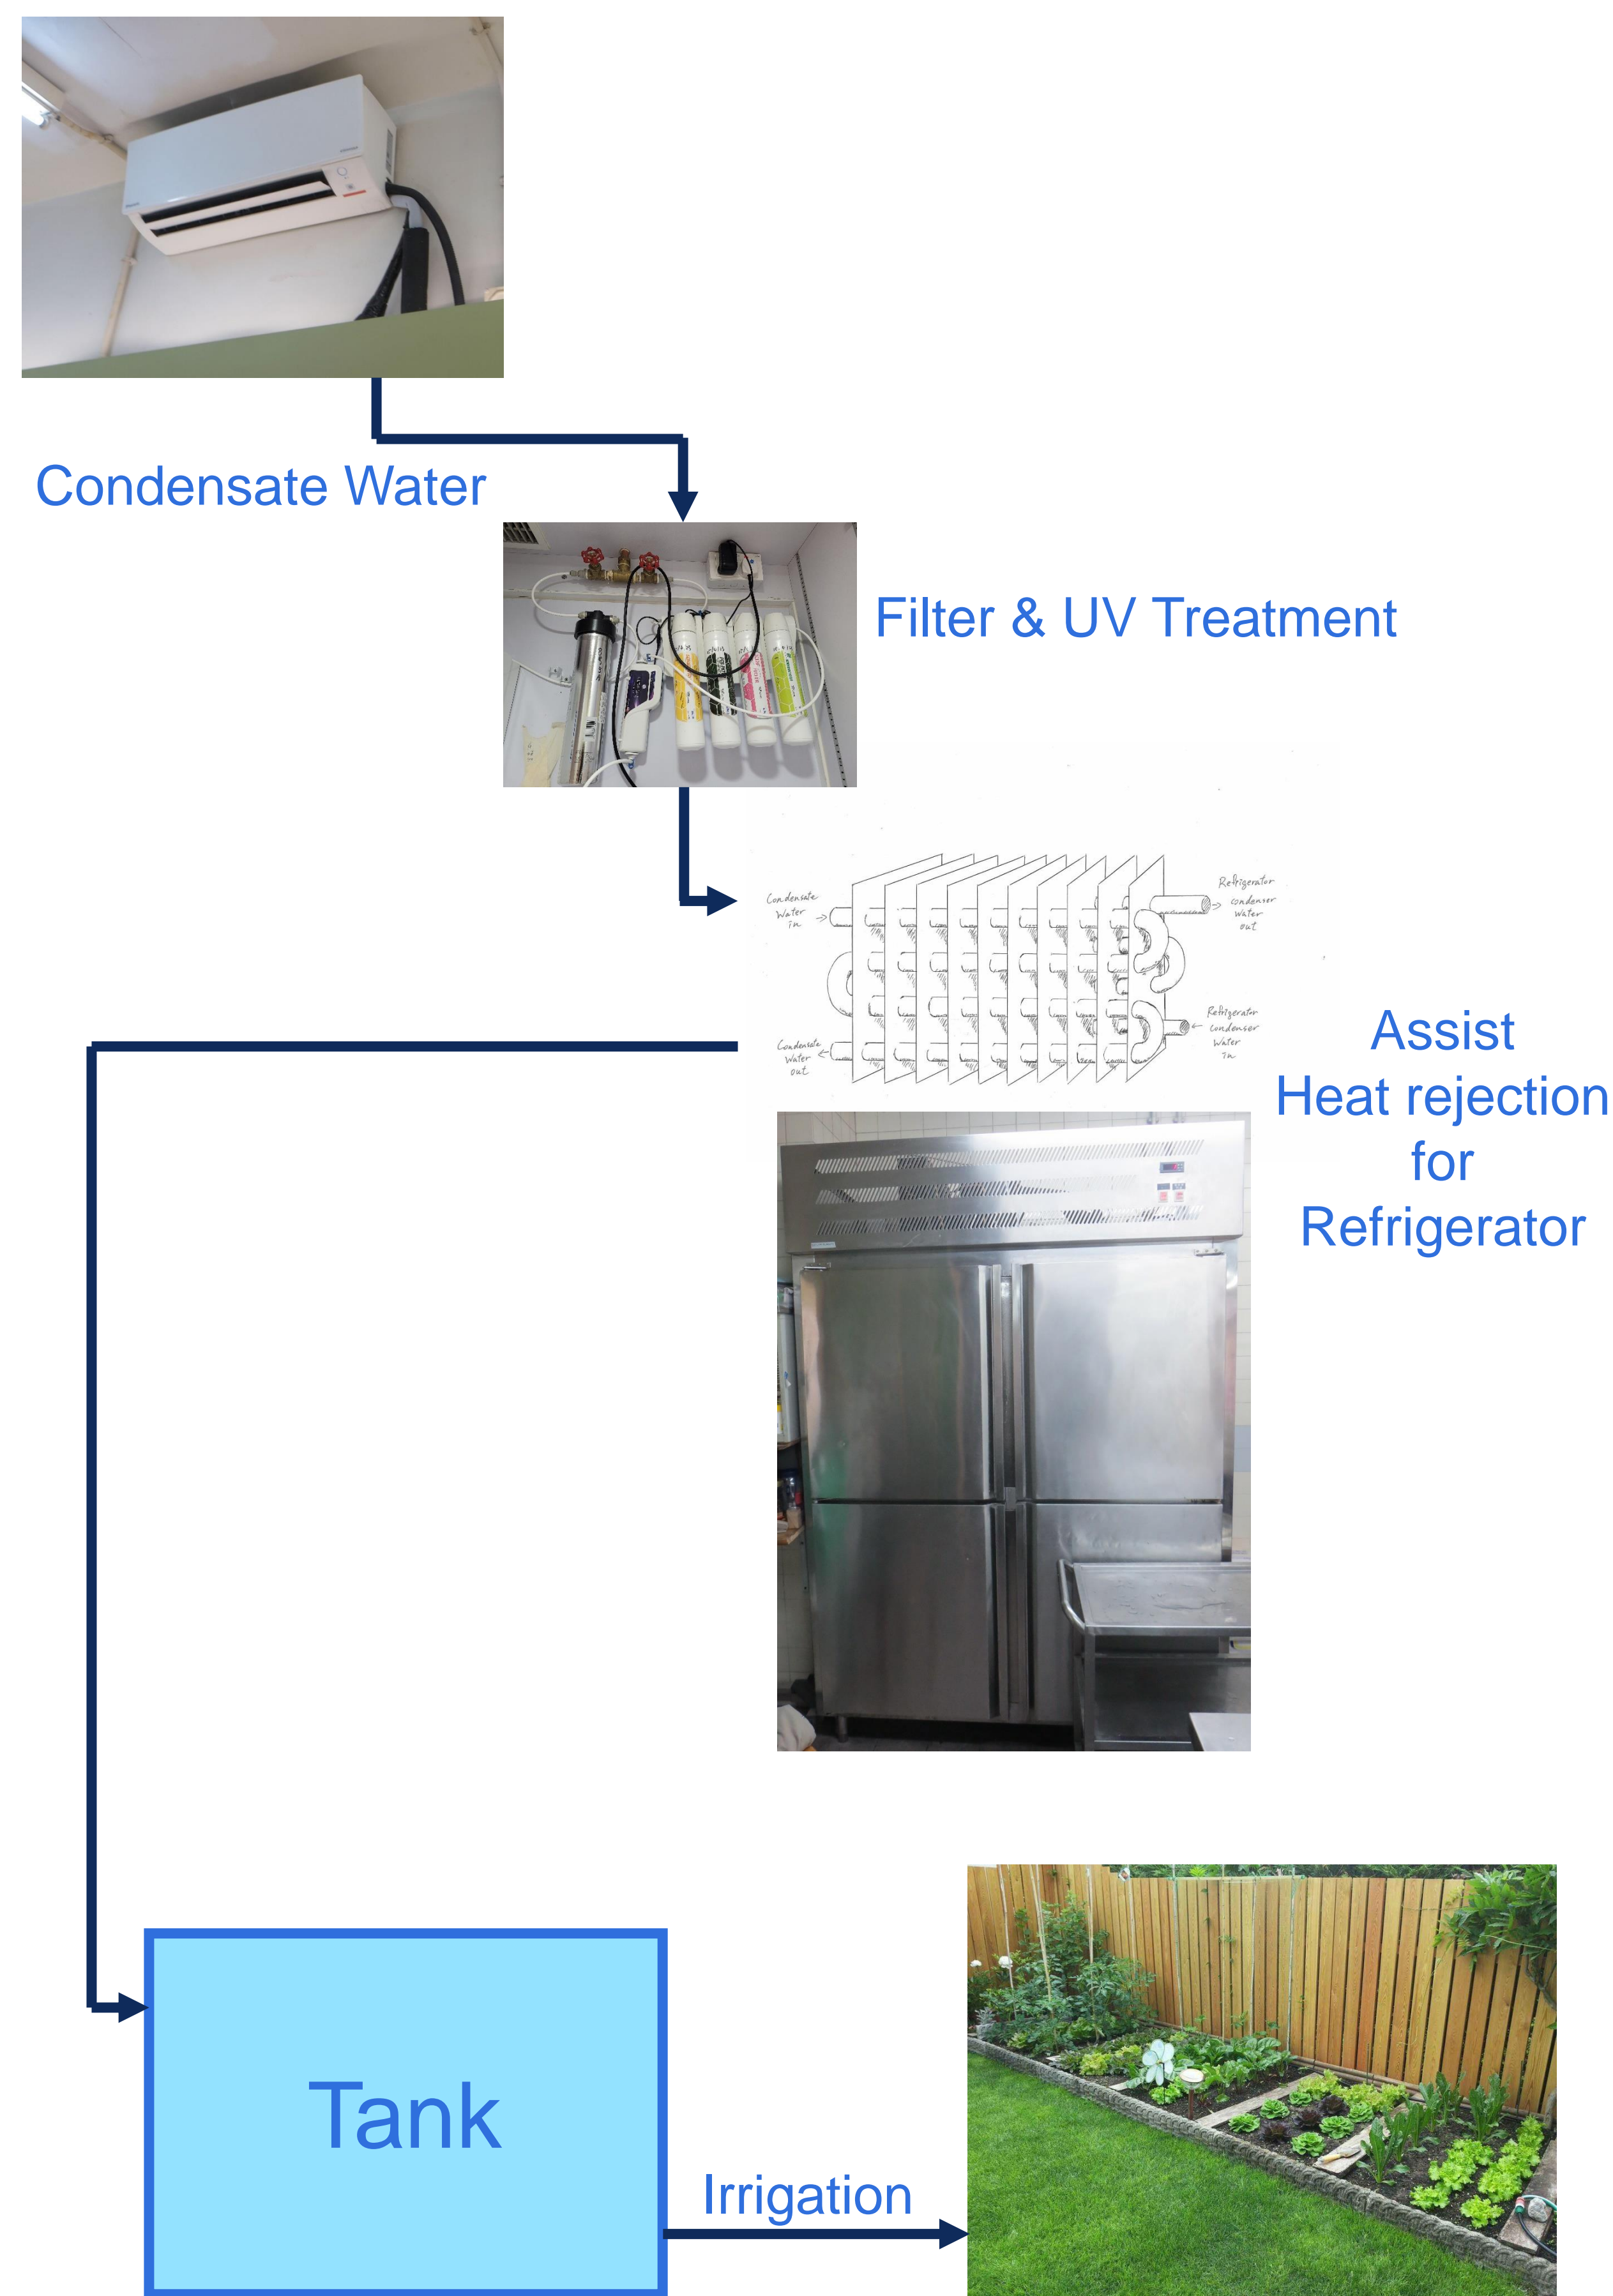 Condensate Water
Filter & UV Treatment
Condensate
Water
in
Refrigerator
condenser
water
out
Refrigerator
condenser
Water
in
Condensate
Water
out
Assist
Heat rejection
for
Refrigerator
Tank
Irrigation